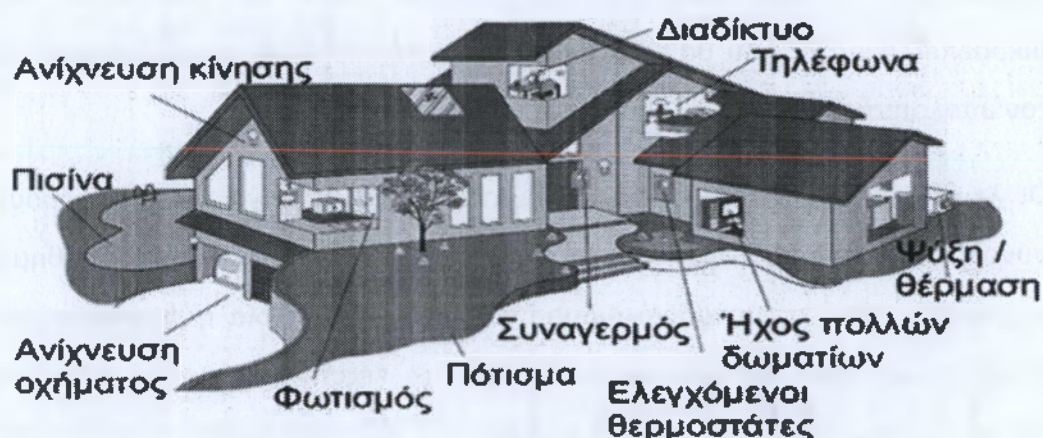 Διαδίκτυο
Τηλέφωνα
Ανίχνευση κίνησης
Πισίνα
Ψύξη /
θέρμαση
Συναγερμός
Ήχος πολλών
δωματίων
Ανίχνευση
οχήματος
Φωτισμός
Πότισμα
Ελεγχόμενοι
θερμοστάτες